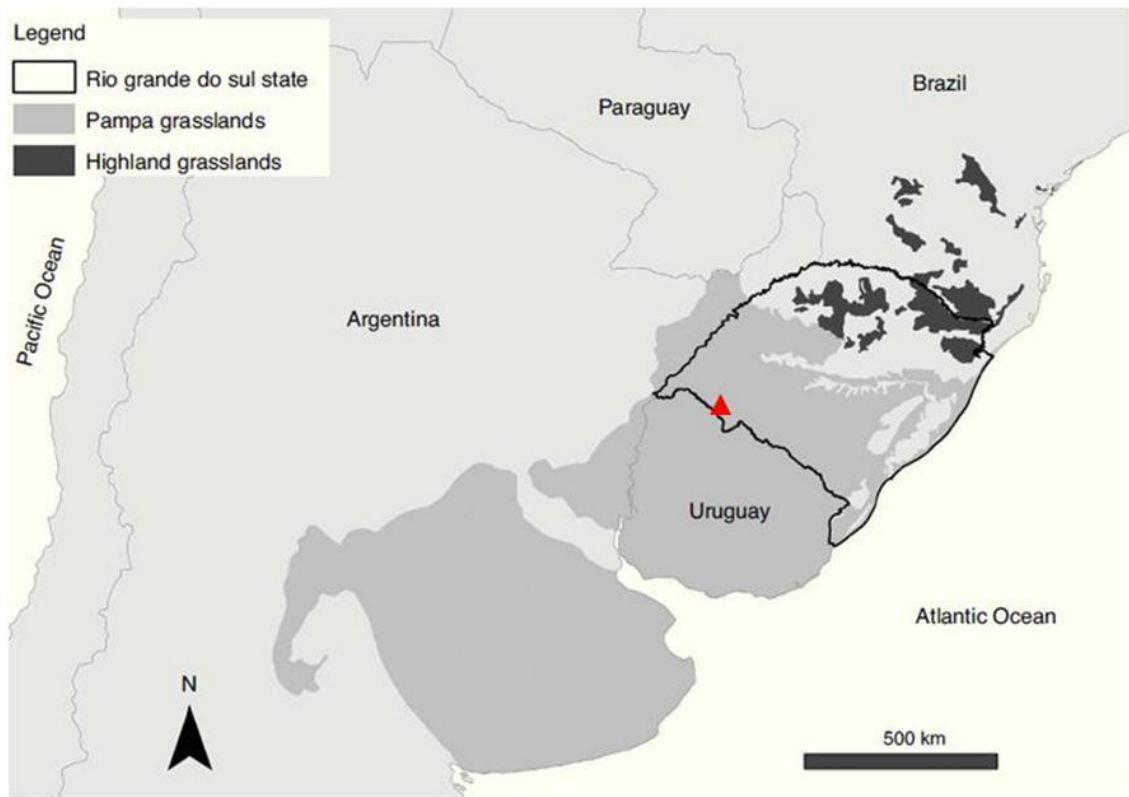 Legend
Rio grande do sul state
Pampa grasslands
Highland grasslands
Brazil
Paraguay
Pacific Ocean
Argentina
Uruguay
Atlantic Ocean
N
500 km